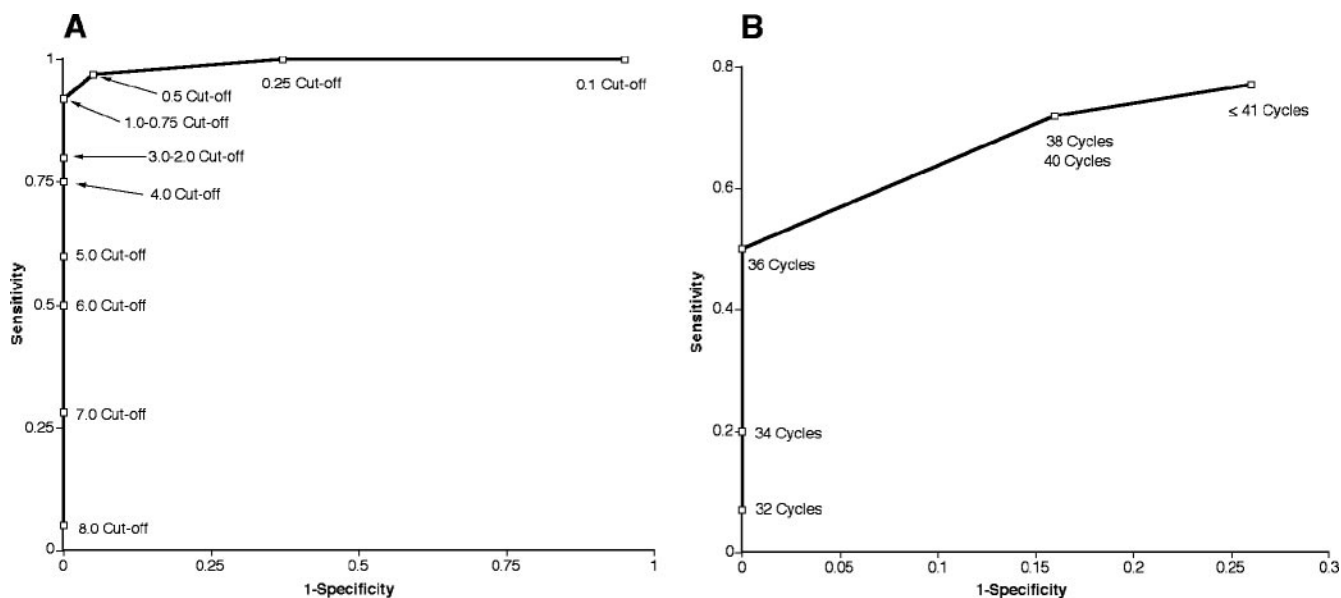 A
1
0.75
0.5
0.25
0
Sensitivity
0.5 Cut-off
0.25 Cut-off
0.1 Cut-off
1.0-0.75 Cut-off
3.0-2.0 Cut-off
4.0 Cut-off
5.0 Cut-off
6.0 Cut-off
7.0 Cut-off
8.0 Cut-off
0 0.25 0.5 0.75 1
1-Specificity
B
0.8
0.6
0.4
0.2
0
Sensitivity
≤ 41 Cycles
38 Cycles
40 Cycles
36 Cycles
34 Cycles
32 Cycles
0 0.05 0.1 0.15 0.2 0.25 0.3
1-Specificity